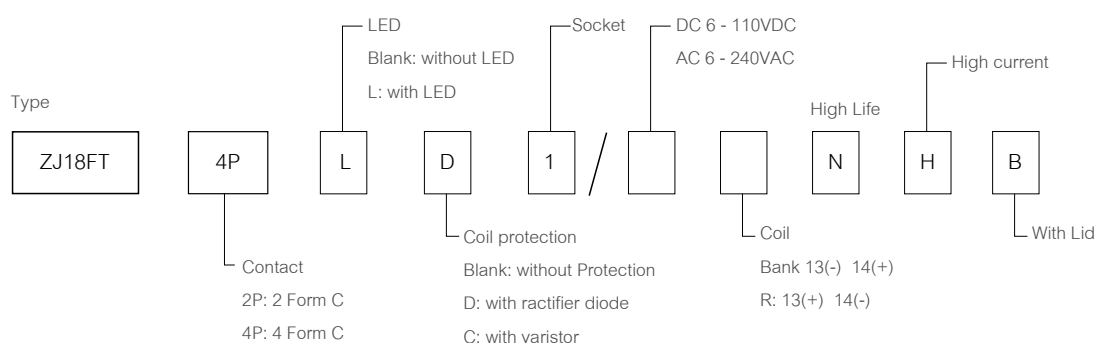 LED
Blank: without LED
L: with LED
Socket
DC 6 - 110VDC
AC 6 - 240VAC
High current
Type
High Life
ZJ18FT 4P L D 1 / N H B
Contact
2P: 2 Form C
4P: 4 Form C
Coil protection
Blank: without Protection
D: with ractifier diode
C: with varistor
Coil
Bank 13(-) 14(+)
R: 13(+) 14(-)
With Lid